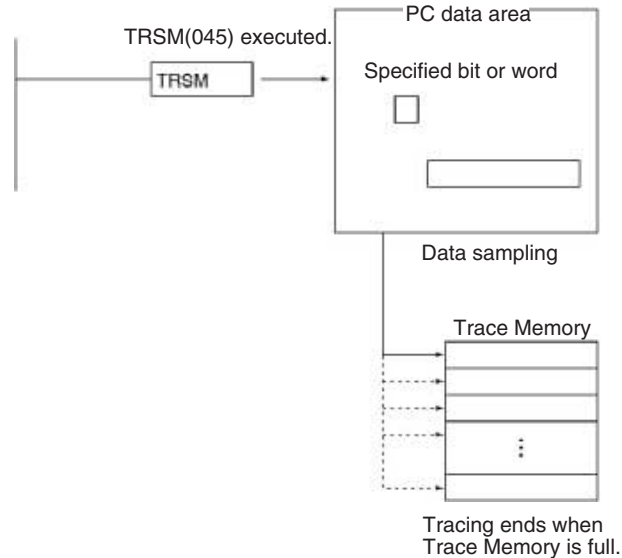 PC data area
TRSM(045) executed.
Specified bit or word
TRSM
Data sampling
Trace Memory
Tracing ends when
Trace Memory is full.